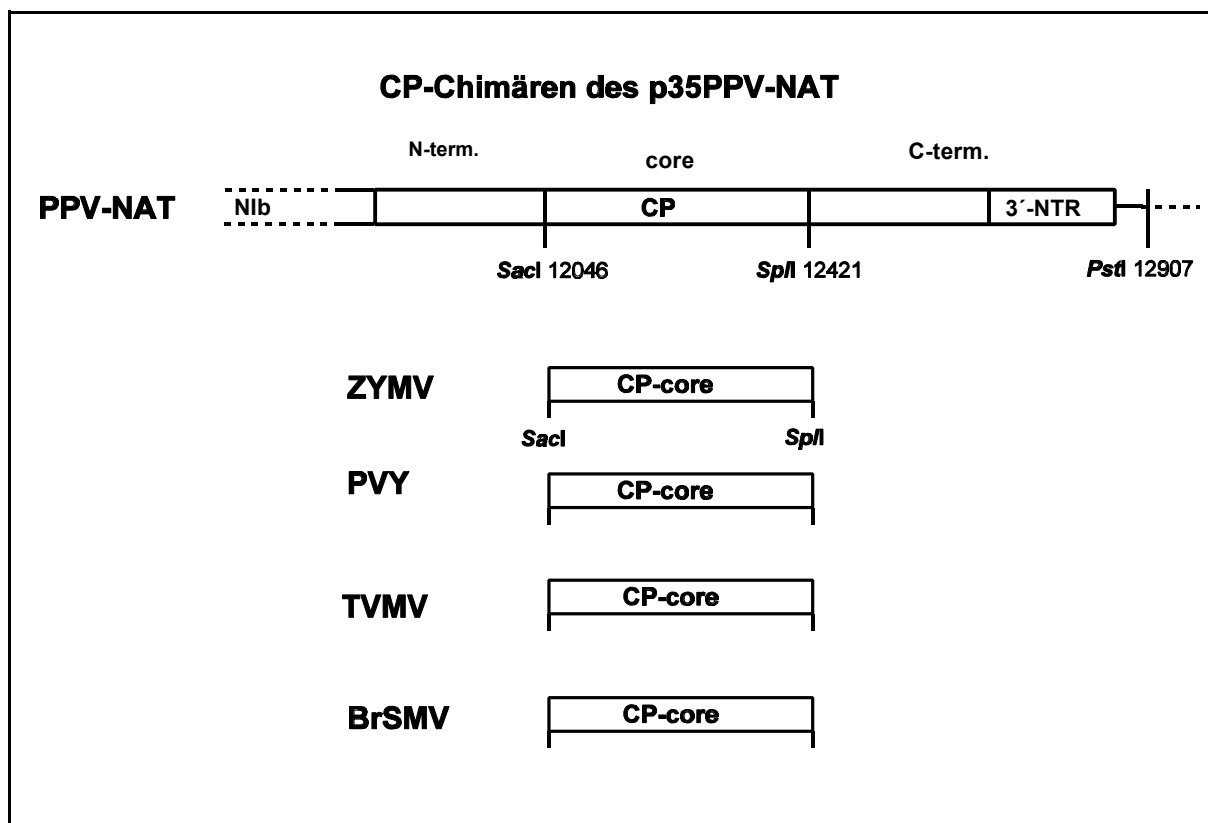 CP-Chimären des p35PPV-NAT
N-term. core C-term.
PPV-NAT NIb CP 3´-NTR
SacI 12046 SplI 12421 PstI 12907
ZYMV CP-core
SacI SplI
PVY CP-core
TVMV CP-core
BrSMV CP-core